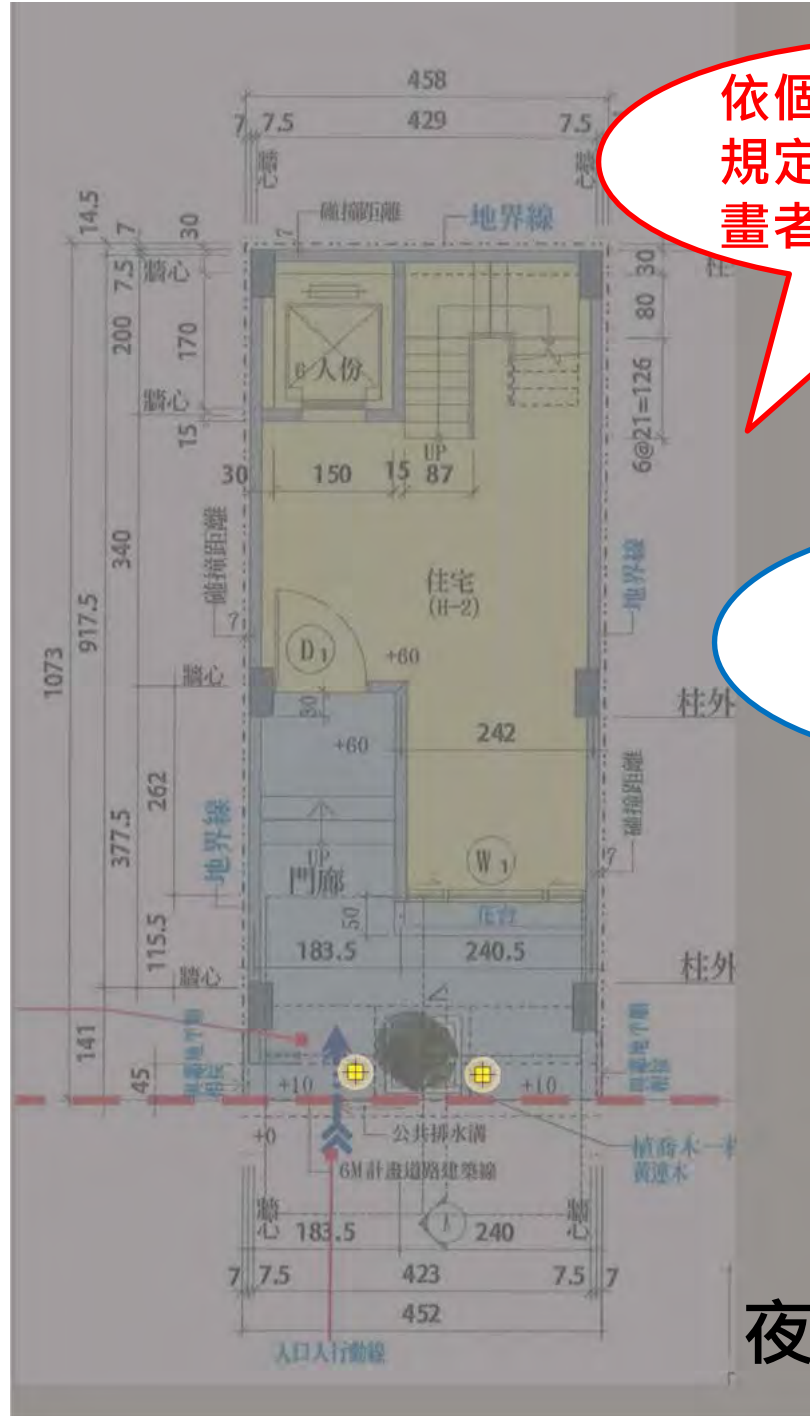 458
7 7.5 429 7.5
牆心
牆心
依個
規定
畫者
碰撞距離
7
地界線
14.5
7
30
7.5
牆心
200
170
6人份
牆心
15
30
80
6@21=126
UP
30 150 15 87
碰撞距離
7
340
917.5
1073
住宅
(H-2)
地界線
D1
+60
牆心
30
柱外
+60
242
262
377.5
地界線
碰撞距離
7
UP
門廊
W1
50
花台
115.5
183.5 240.5
牆心
柱外
141
45
+10
+10
+0
公共排水溝
6M計畫道路建築線
植喬木一
黃連木
牆心
牆心
183.5
240
7 7.5 423 7.5 7
452
入口人行動線
夜